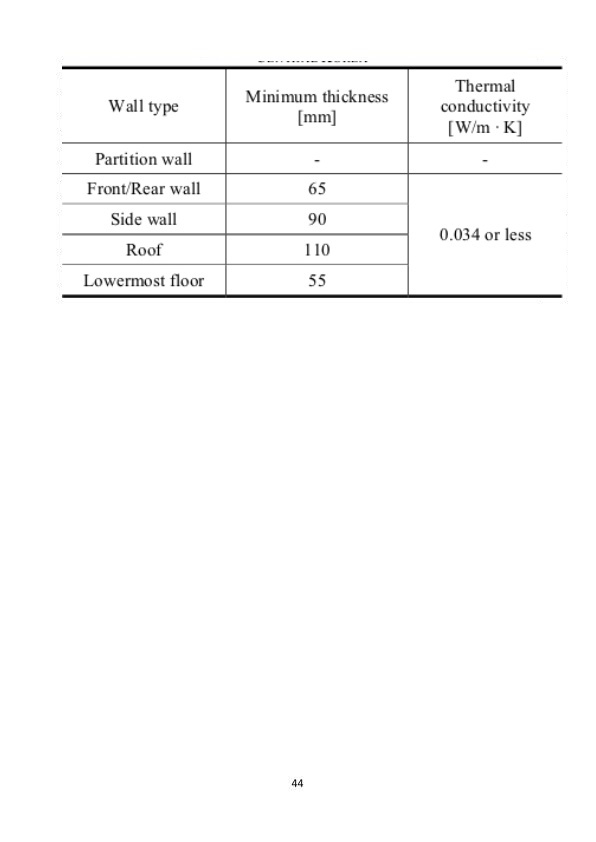 Wall type Minimum thickness [mm] Thermal conductivity [W/m · K]
Partition wall - -
Front/Rear wall 65 0.034 or less
Side wall 90
Roof 110
Lowermost floor 55
44